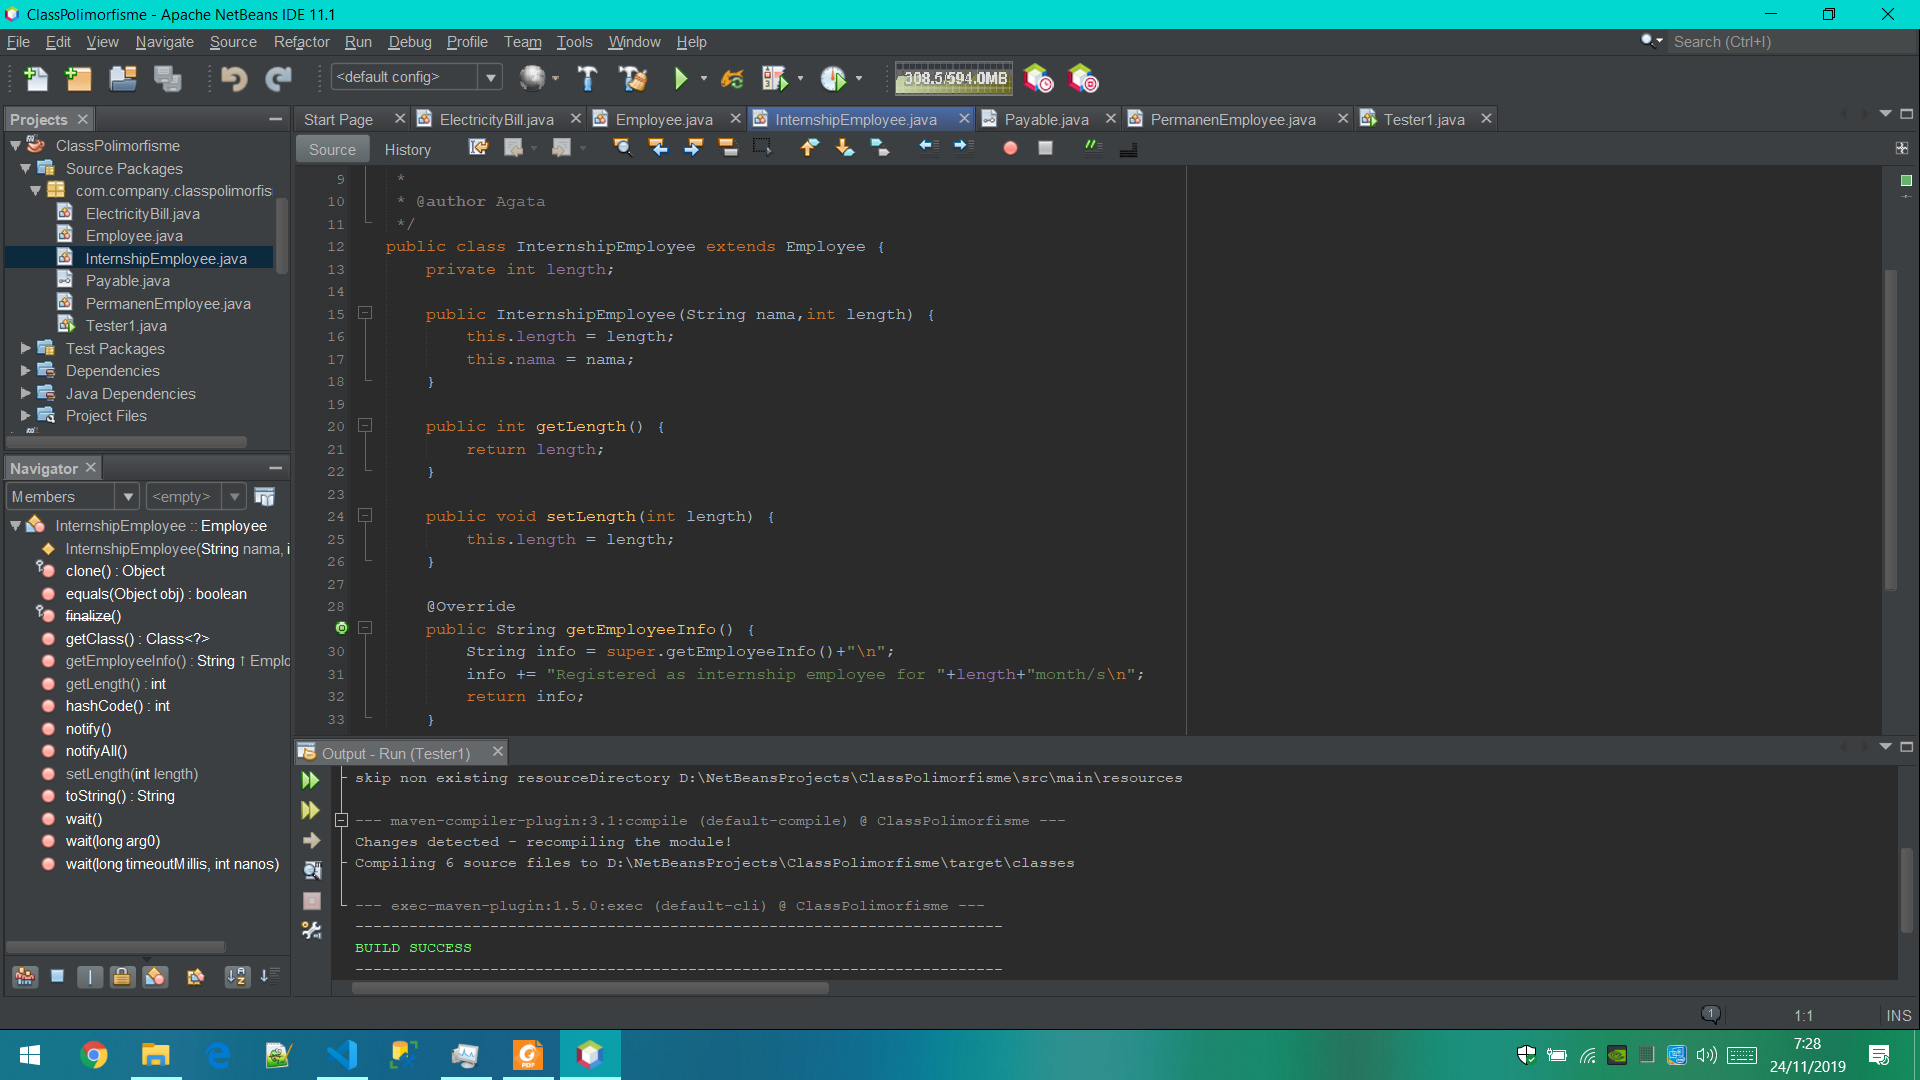 ClassPolimorfisme - Apache NetBeans IDE 11.1
File Edit View Navigate Source Refactor Run Debug Profile Team Tools Window Help
Search (Ctrl+I)
<default config>
308.5/594.0MB
Projects
Start Page
ElectricityBill.java
Employee.java
InternshipEmployee.java
Payable.java
PermanenEmployee.java
Tester1.java
Source
History
ClassPolimorfisme
Source Packages
com.company.classpolimorfis
ElectricityBill.java
Employee.java
InternshipEmployee.java
Payable.java
PermanenEmployee.java
Tester1.java
Test Packages
Dependencies
Java Dependencies
Project Files
Navigator
Members
<empty>
InternshipEmployee :: Employee
InternshipEmployee(String nama, i
clone() : Object
equals(Object obj) : boolean
finalize()
getClass() : Class<?>
getEmployeeInfo() : String ↑ Emplo
getLength() : int
hashCode() : int
notify()
notifyAll()
setLength(int length)
toString() : String
wait()
wait(long arg0)
wait(long timeoutMillis, int nanos)
9 *
10 * @author Agata
11 */
12 public class InternshipEmployee extends Employee {
13 private int length;
14
15 public InternshipEmployee(String nama,int length) {
16 this.length = length;
17 this.nama = nama;
18 }
19
20 public int getLength() {
21 return length;
22 }
23
24 public void setLength(int length) {
25 this.length = length;
26 }
27
28 @Override
public String getEmployeeInfo() {
30 String info = super.getEmployeeInfo()+"\n";
31 info += "Registered as internship employee for "+length+"month/s\n";
32 return info;
33 }
Output - Run (Tester1)
skip non existing resourceDirectory D:\NetBeansProjects\ClassPolimorfisme\src\main\resources
--- maven-compiler-plugin:3.1:compile (default-compile) @ ClassPolimorfisme ---
Changes detected - recompiling the module!
Compiling 6 source files to D:\NetBeansProjects\ClassPolimorfisme\target\classes
--- exec-maven-plugin:1.5.0:exec (default-cli) @ ClassPolimorfisme ---
------------------------------------------------------------------------
BUILD SUCCESS
------------------------------------------------------------------------
1
1:1
INS
PDF
7:28
24/11/2019